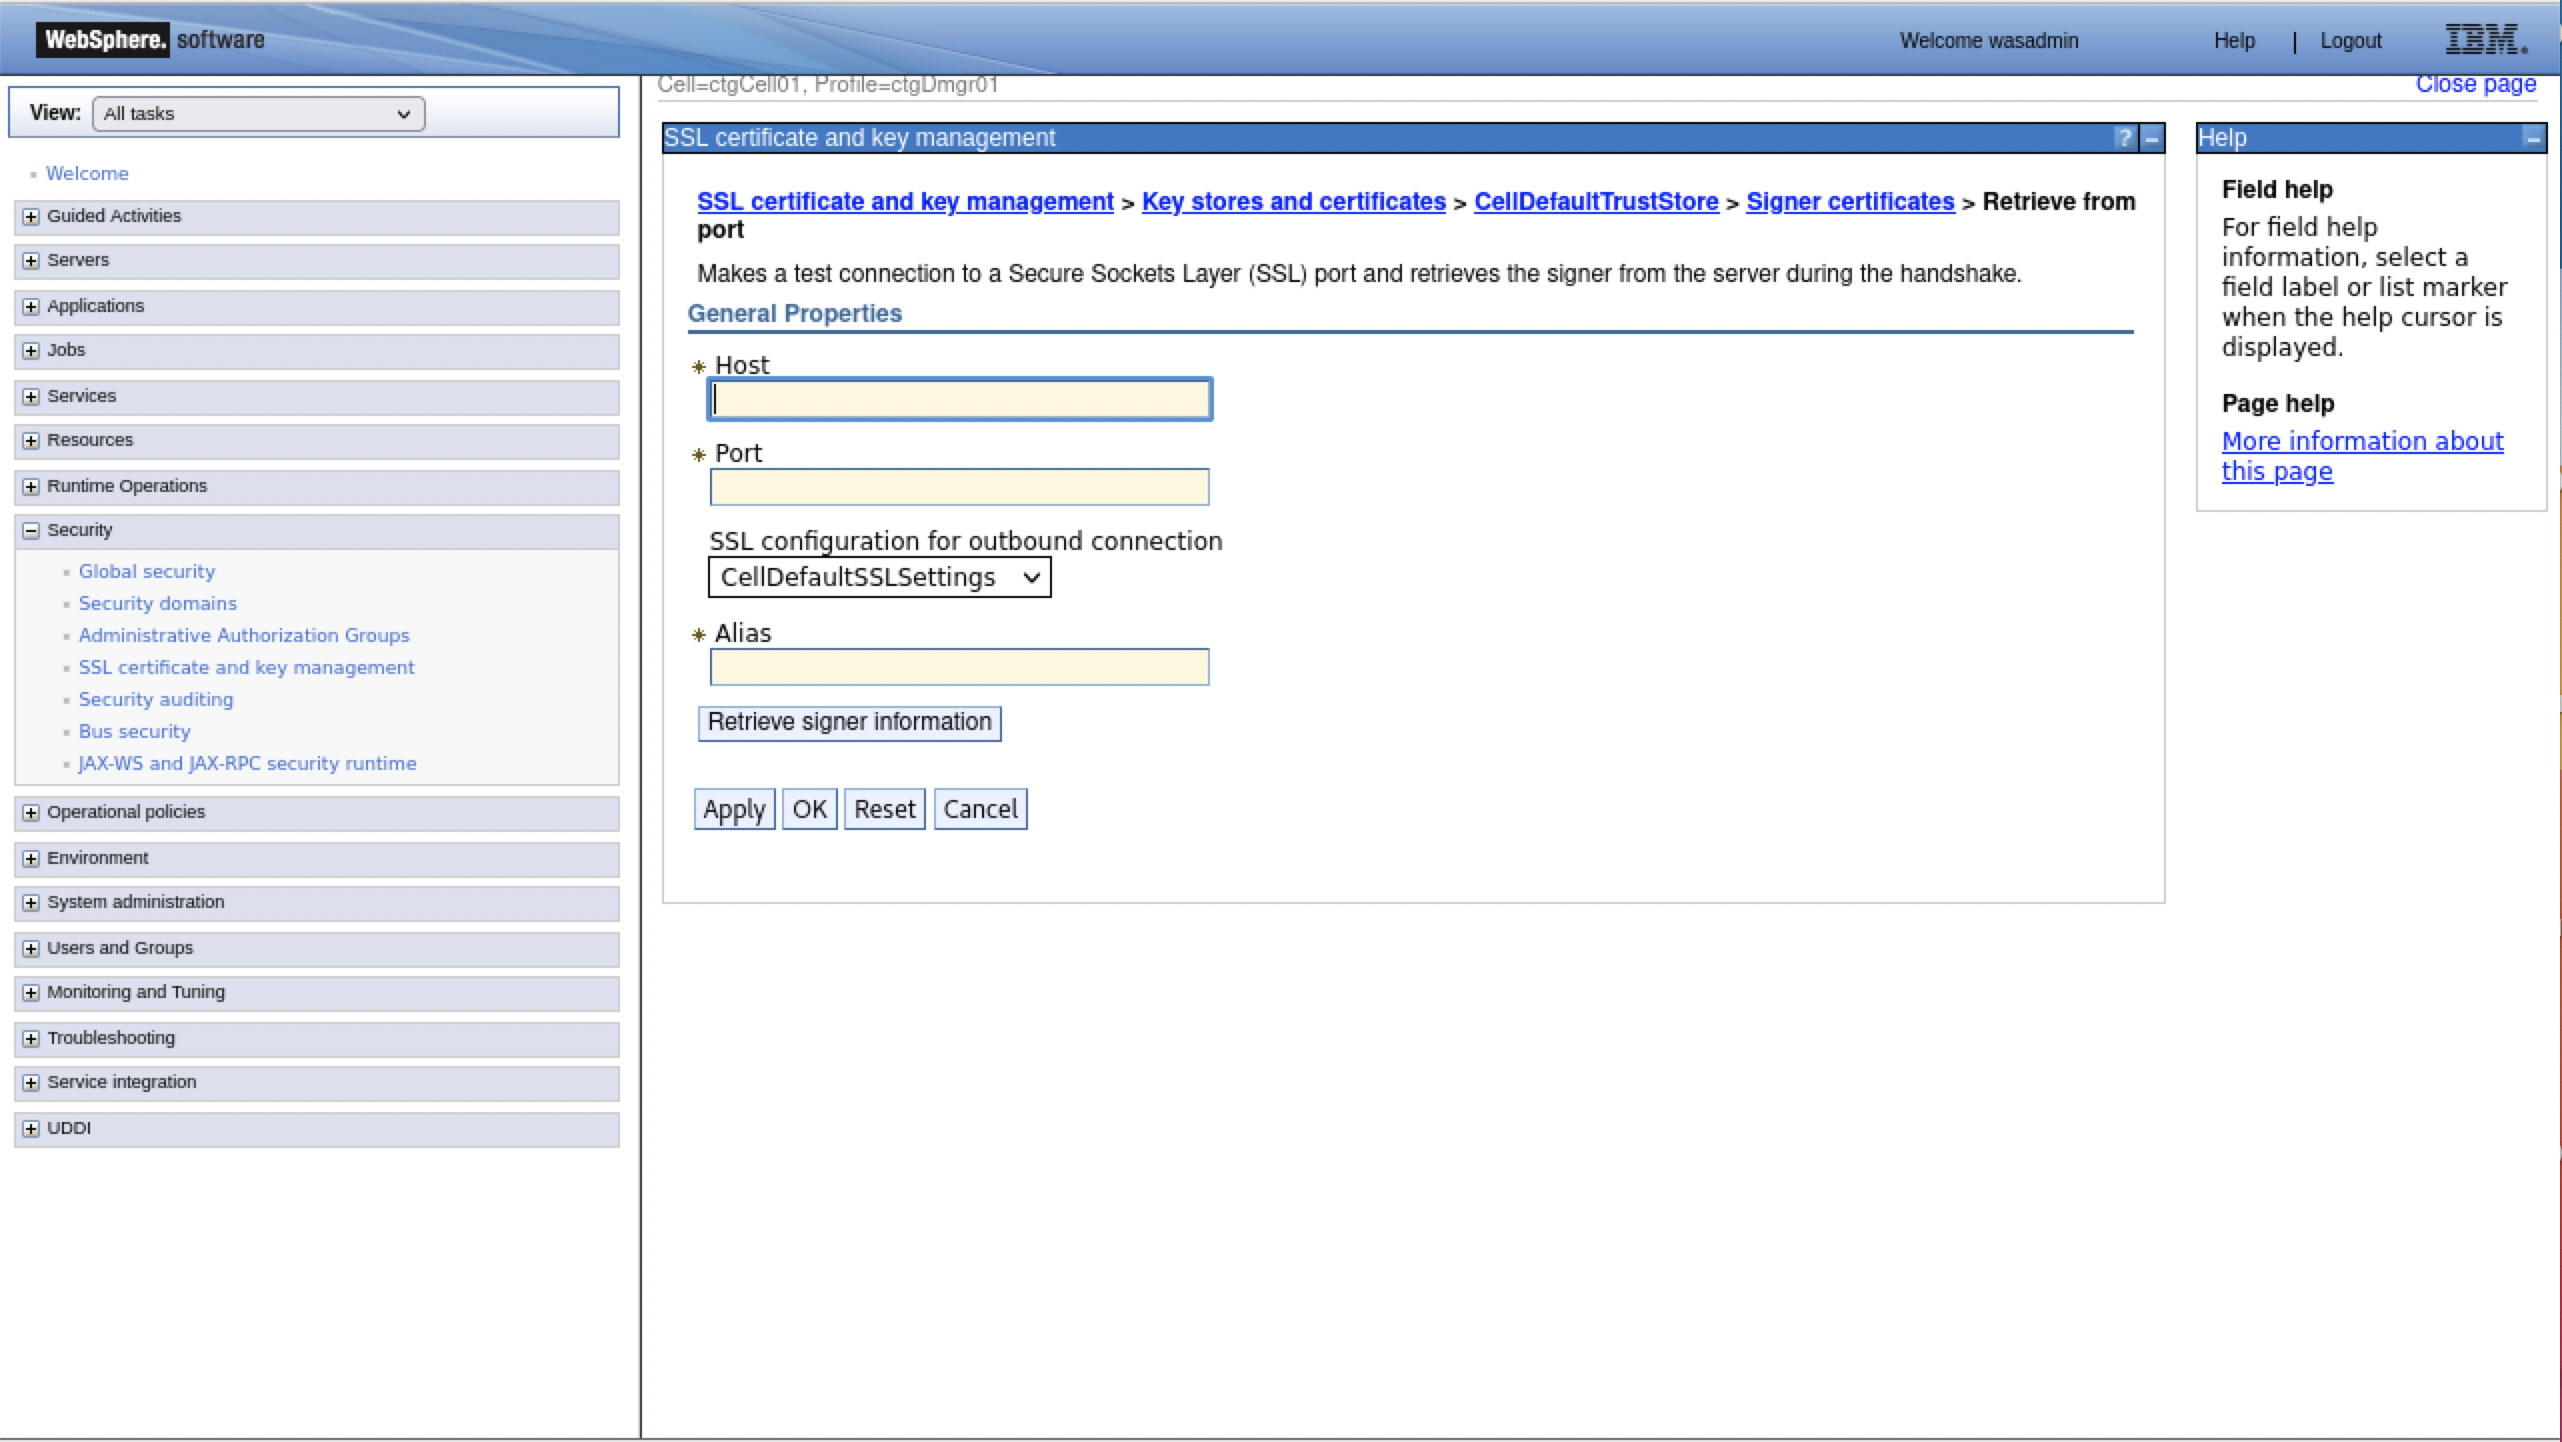 WebSphere. software
Welcome wasadmin
Help | Logout
IBM.
View: All tasks
Welcome
Guided Activities
Servers
Applications
Jobs
Services
Resources
Runtime Operations
Security
Global security
Security domains
Administrative Authorization Groups
SSL certificate and key management
Security auditing
Bus security
JAX-WS and JAX-RPC security runtime
Operational policies
Environment
System administration
Users and Groups
Monitoring and Tuning
Troubleshooting
Service integration
UDDI
Cell=ctgCell01, Profile=ctgDmgr01
Close page
SSL certificate and key management
?
SSL certificate and key management > Key stores and certificates > CellDefaultTrustStore > Signer certificates > Retrieve from
port
Makes a test connection to a Secure Sockets Layer (SSL) port and retrieves the signer from the server during the handshake.
General Properties
* Host
* Port
SSL configuration for outbound connection
CellDefaultSSLSettings
* Alias
Retrieve signer information
Apply OK Reset Cancel
Help
Field help
For field help
information, select a
field label or list marker
when the help cursor is
displayed.
Page help
More information about
this page